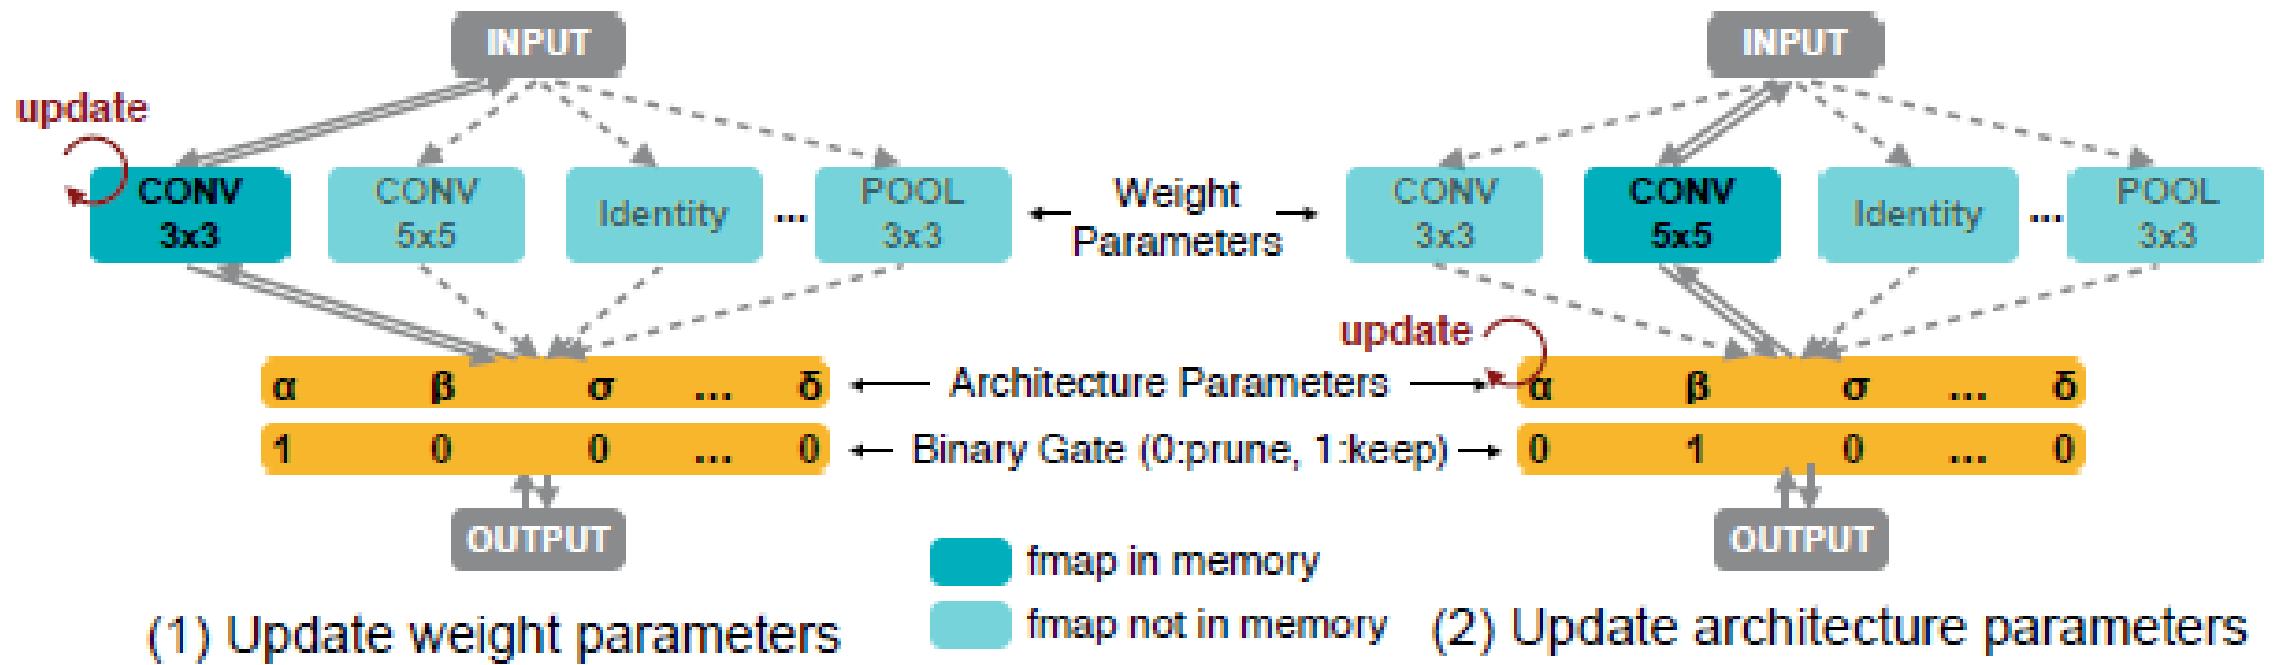 INPUT
update
CONV
3x3
CONV
5x5
Identity
...
POOL
3x3
α β σ ... δ
1 0 0 ... 0
OUTPUT
(1) Update weight parameters
Weight
Parameters
Architecture Parameters
Binary Gate (0:prune, 1:keep)
fmap in memory
fmap not in memory
INPUT
CONV
3x3
CONV
5x5
Identity
...
POOL
3x3
update
α β σ ... δ
0 1 0 ... 0
OUTPUT
(2) Update architecture parameters